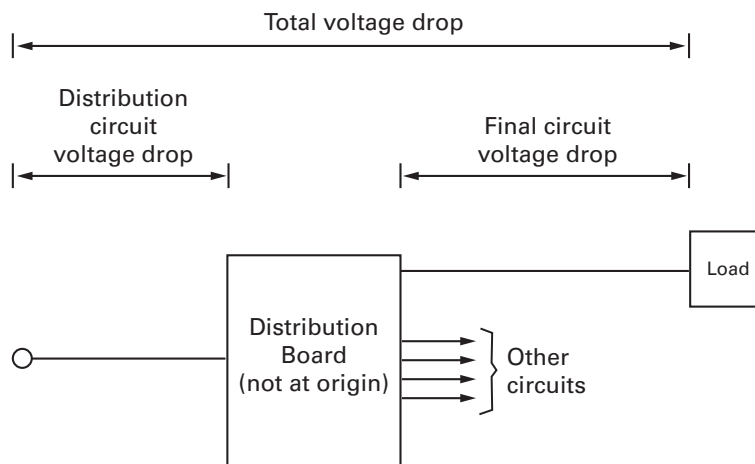 Total voltage drop
Distribution
circuit
voltage drop
Final circuit
voltage drop
Load
Distribution
Board
(not at origin)
Other
circuits